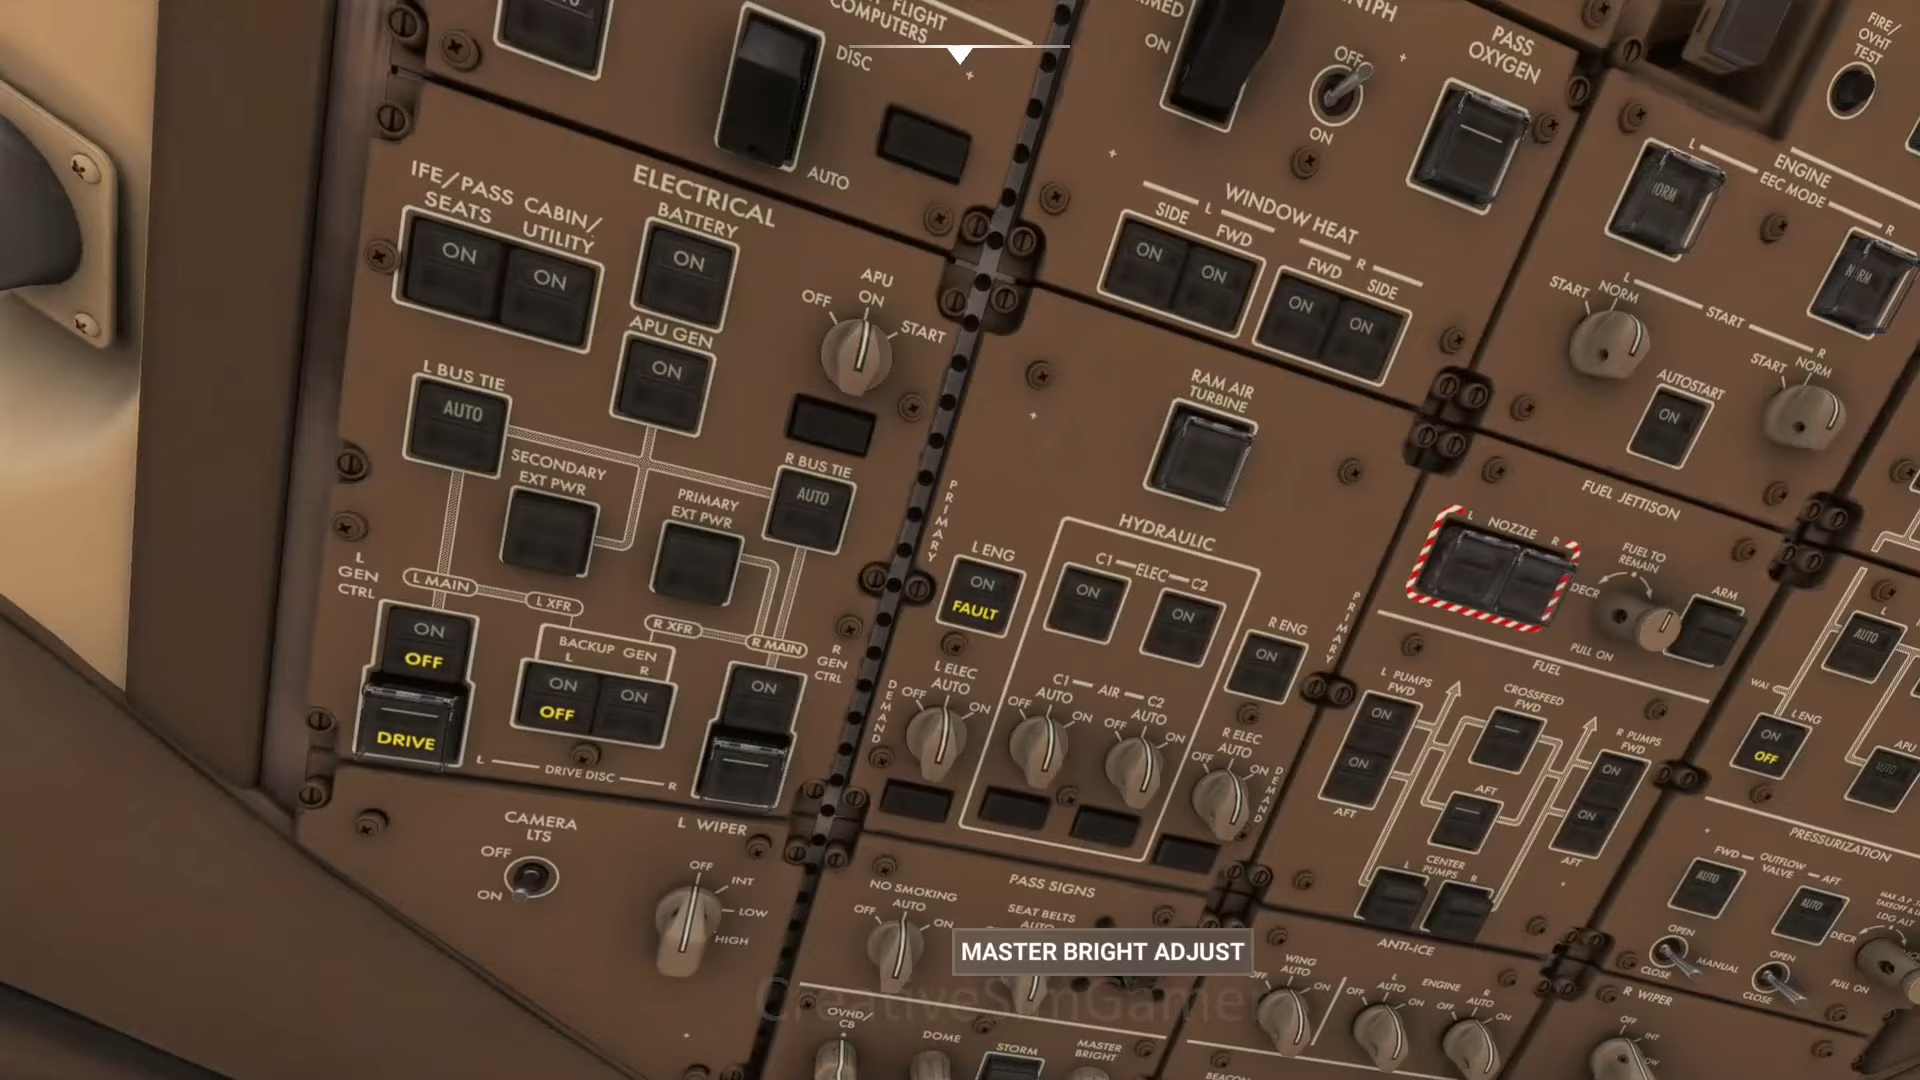 FLIGHT
COMPUTERS
DISC
AUTO
ON
OFF
ON
PASS
OXYGEN
FIRE/
OVHT
TEST
ELECTRICAL
IFE/PASS
SEATS
CABIN/
UTILITY
BATTERY
ON
ON
ON
APU
OFF
ON
START
APU GEN
ON
L BUS TIE
AUTO
SECONDARY
EXT PWR
PRIMARY
EXT PWR
R BUS TIE
AUTO
L
GEN
CTRL
L MAIN
L XFR
R XFR
R MAIN
R
GEN
CTRL
ON
OFF
BACKUP GEN
L
R
ON
OFF
ON
ON
DRIVE
L
DRIVE DISC
R
CAMERA
LTS
OFF
ON
L WIPER
OFF
INT
LOW
HIGH
WINDOW HEAT
SIDE
L
FWD
FWD
R
SIDE
ON
ON
ON
ON
RAM AIR
TURBINE
HYDRAULIC
PRIMARY
L ENG
ON
FAULT
C1
ELEC
C2
ON
ON
R ENG
ON
PRIMARY
DEMAND
L ELEC
OFF
AUTO
ON
C1
AIR
C2
OFF
AUTO
ON
OFF
AUTO
ON
R ELEC
OFF
AUTO
ON
DEMAND
PASS SIGNS
NO SMOKING
OFF
AUTO
ON
SEAT BELTS
AUTO
MASTER BRIGHT ADJUST
CreativeSimGamer
OVHD/
CB
DOME
STORM
MASTER
BRIGHT
ENGINE
L
EEC MODE
R
NORM
L
START
R
START
NORM
START
NORM
AUTOSTART
ON
FUEL JETTISON
L
NOZZLE
R
FUEL TO
REMAIN
DECR
PULL ON
ARM
FUEL
L PUMPS
FWD
ON
ON
AFT
CROSSFEED
FWD
AFT
R PUMPS
FWD
ON
ON
AFT
L
CENTER
PUMPS
R
ANTI-ICE
WING
OFF
AUTO
ON
L
ENGINE
R
OFF
AUTO
ON
OFF
AUTO
ON
BEACON
L
AUTO
WAI
L ENG
ON
OFF
APU
AUTO
PRESSURIZATION
FWD
OUTFLOW
VALVE
AFT
AUTO
AUTO
OPEN
CLOSE
MANUAL
OPEN
CLOSE
LDG ALT
DECR
PULL ON
R WIPER
OFF
INT